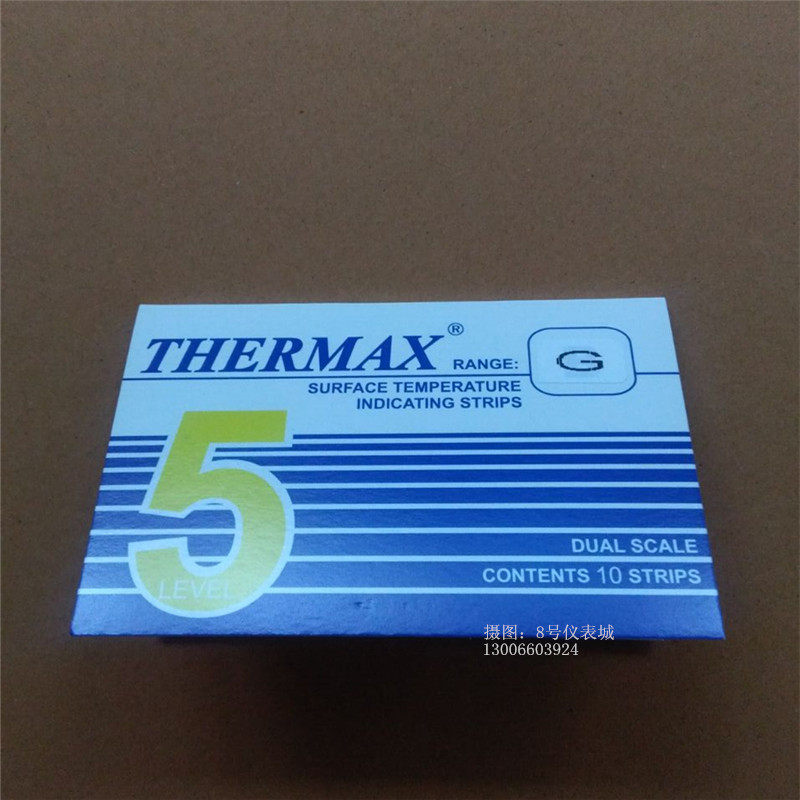 THERMAX®
RANGE: G
SURFACE TEMPERATURE
INDICATING STRIPS
5
LEVEL
DUAL SCALE
CONTENTS 10 STRIPS
摄图：8号仪表城
13006603924